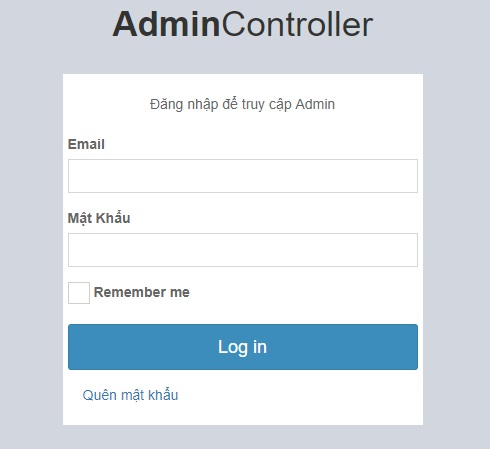 AdminController
Đăng nhập để truy cập Admin
Email
Mật Khẩu
Remember me
Log in
Quên mật khẩu